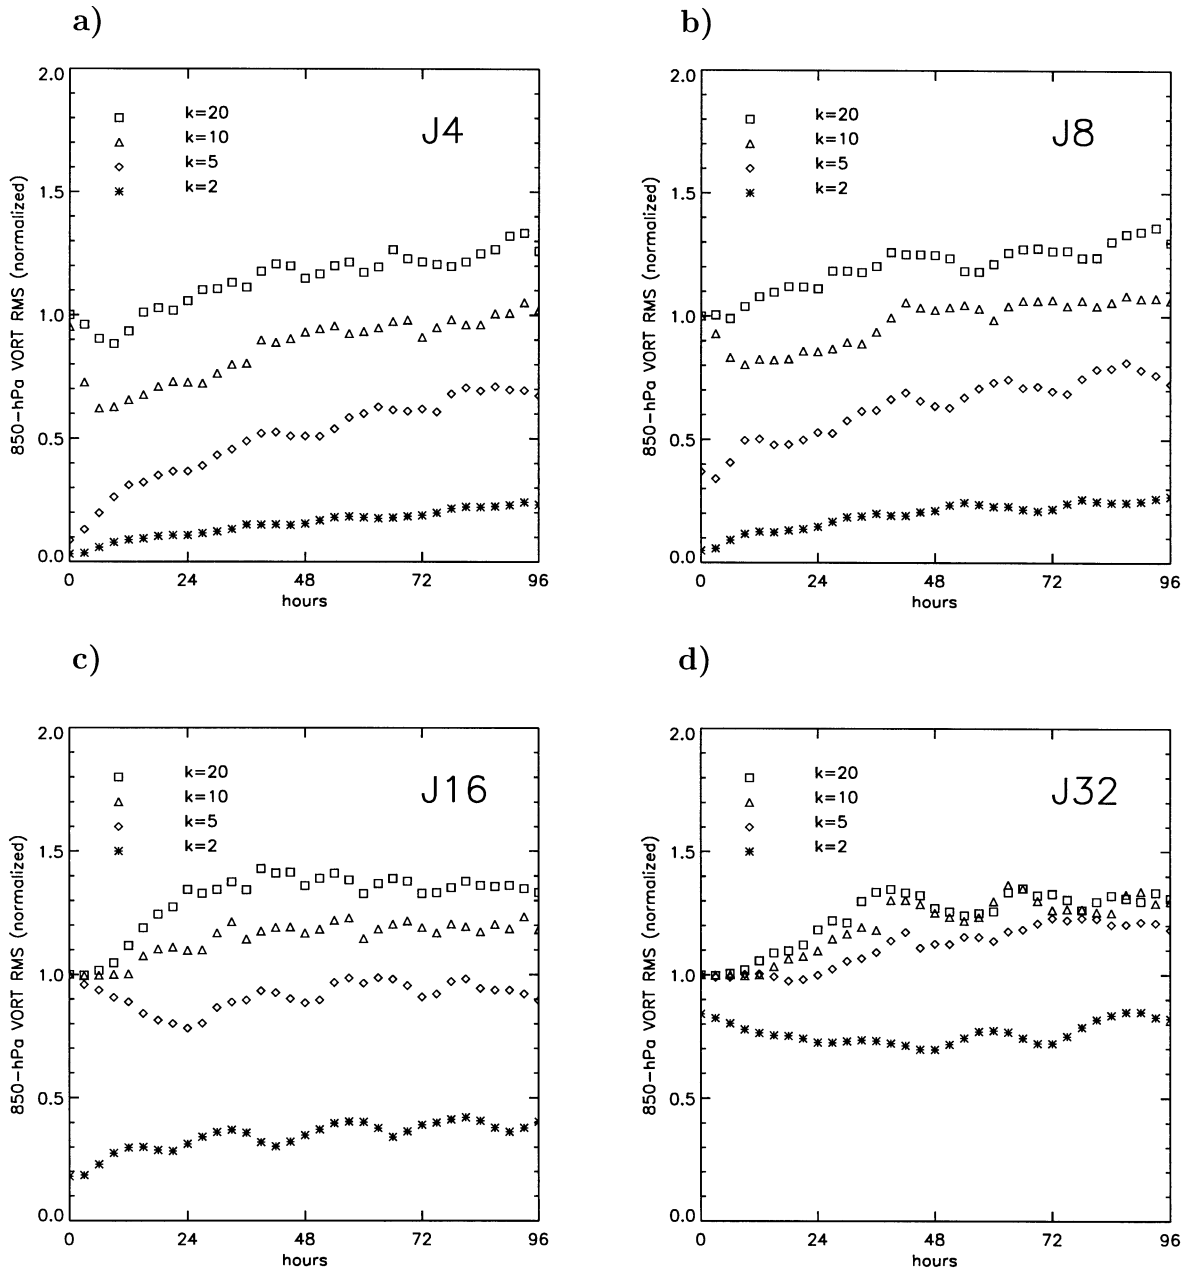 a)
2.0
1.5
1.0
0.5
0.0
850-hPa VORT RMS (normalized)
k=20
k=10
k=5
k=2
J4
0 24 48 72 96
hours
b)
2.0
1.5
1.0
0.5
0.0
850-hPa VORT RMS (normalized)
k=20
k=10
k=5
k=2
J8
0 24 48 72 96
hours
c)
2.0
1.5
1.0
0.5
0.0
850-hPa VORT RMS (normalized)
k=20
k=10
k=5
k=2
J16
0 24 48 72 96
hours
d)
2.0
1.5
1.0
0.5
0.0
850-hPa VORT RMS (normalized)
k=20
k=10
k=5
k=2
J32
0 24 48 72 96
hours